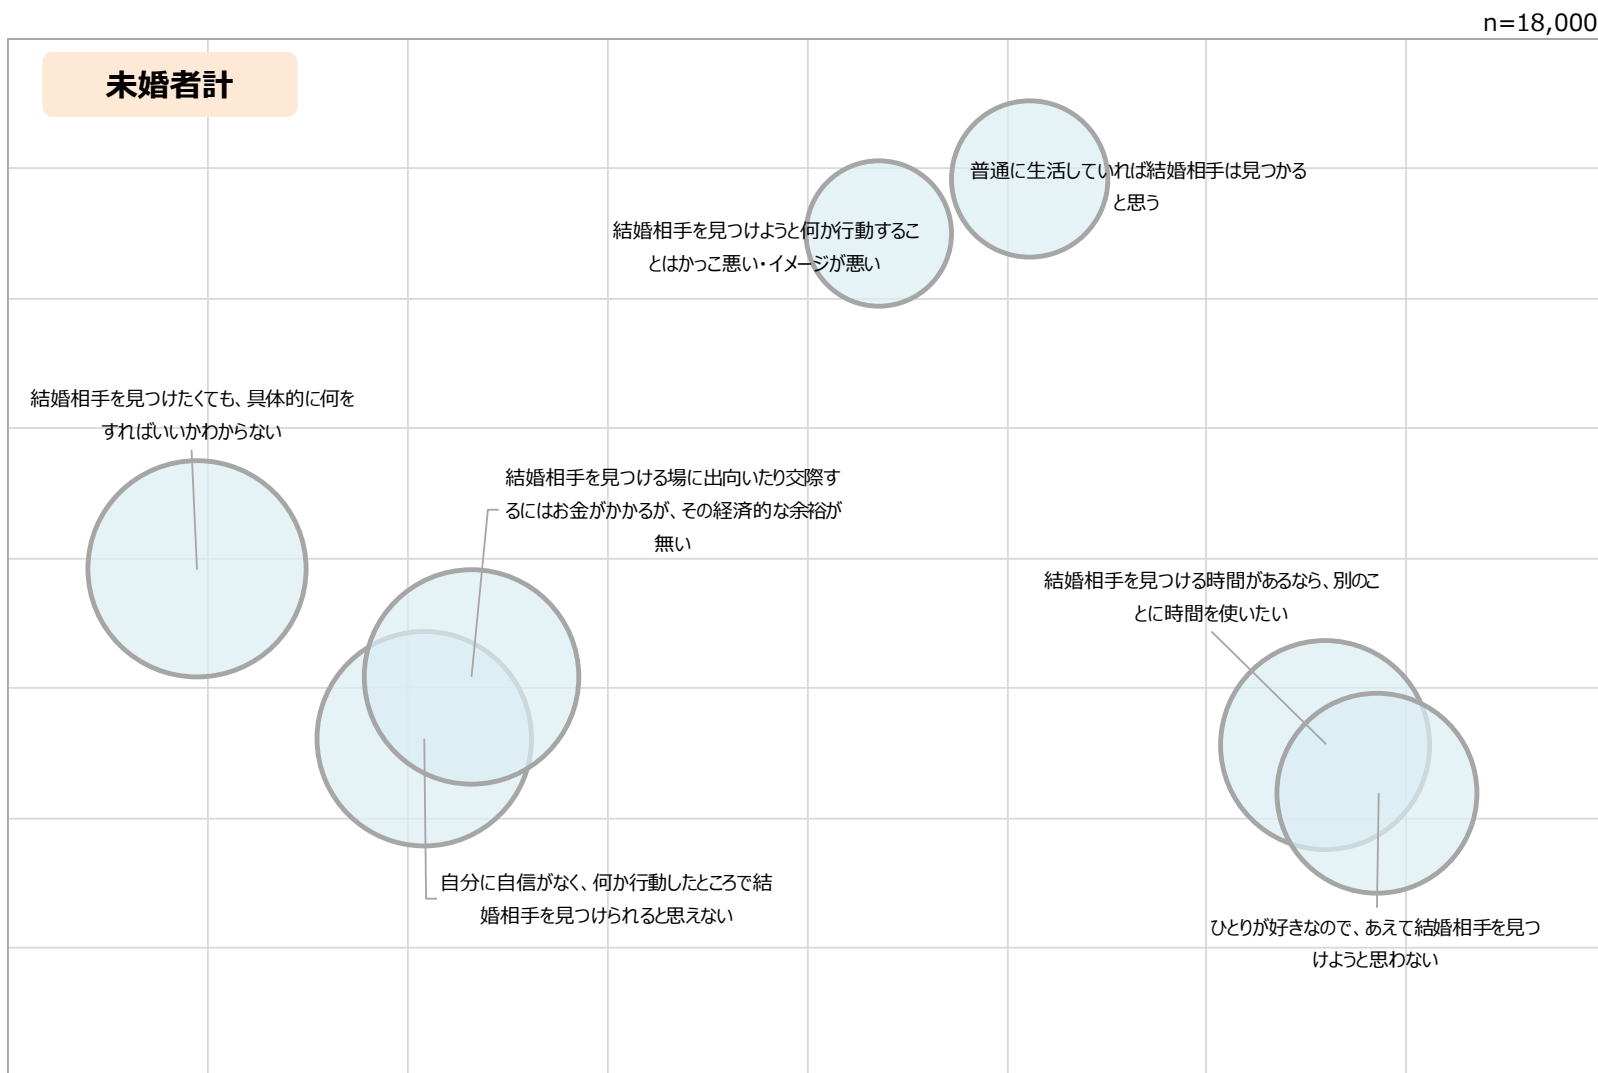 n=18,000
未婚者計
普通に生活していれば結婚相手は見つかる
と思う
結婚相手を見つけようと何か行動するこ
とはかっこ悪い・イメージが悪い
結婚相手を見つけたくても、具体的に何を
すればいいかわからない
結婚相手を見つける場に出向いたり交際す
るにはお金がかかるが、その経済的な余裕が
無い
結婚相手を見つける時間があるなら、別のこ
とに時間を使いたい
自分に自信がなく、何か行動したところで結
婚相手を見つけられると思えない
ひとりが好きなので、あえて結婚相手を見つ
けようと思わない